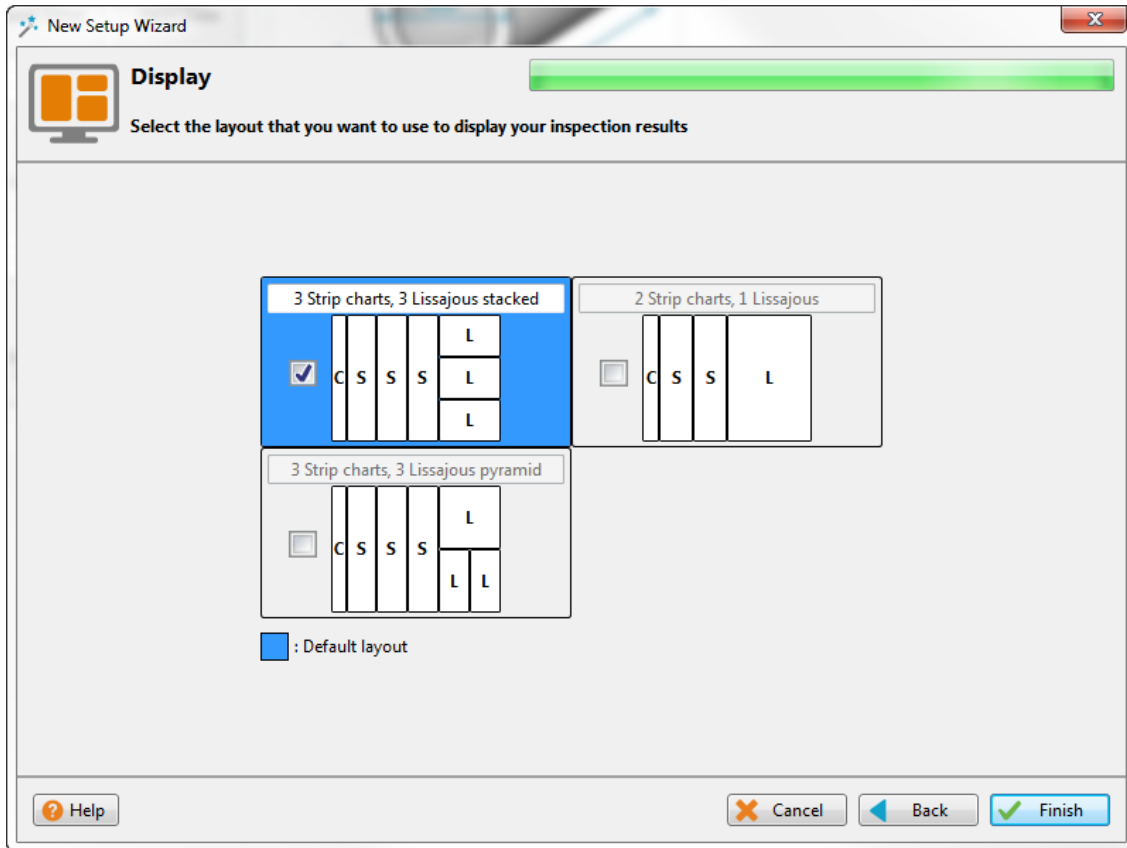 New Setup Wizard
x
Display
Select the layout that you want to use to display your inspection results
3 Strip charts, 3 Lissajous stacked
C S S S L
L
L
2 Strip charts, 1 Lissajous
C S S L
3 Strip charts, 3 Lissajous pyramid
C S S S L
L L
: Default layout
? Help
Cancel
Back
Finish